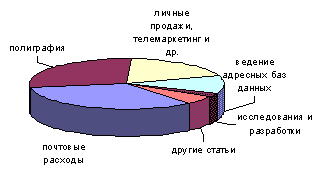 личные
продажи,
телемаркетинг и
др.
полиграфия
ведение
адресных баз
данных
исследования и
разработки
другие статьи
почтовые
расходы